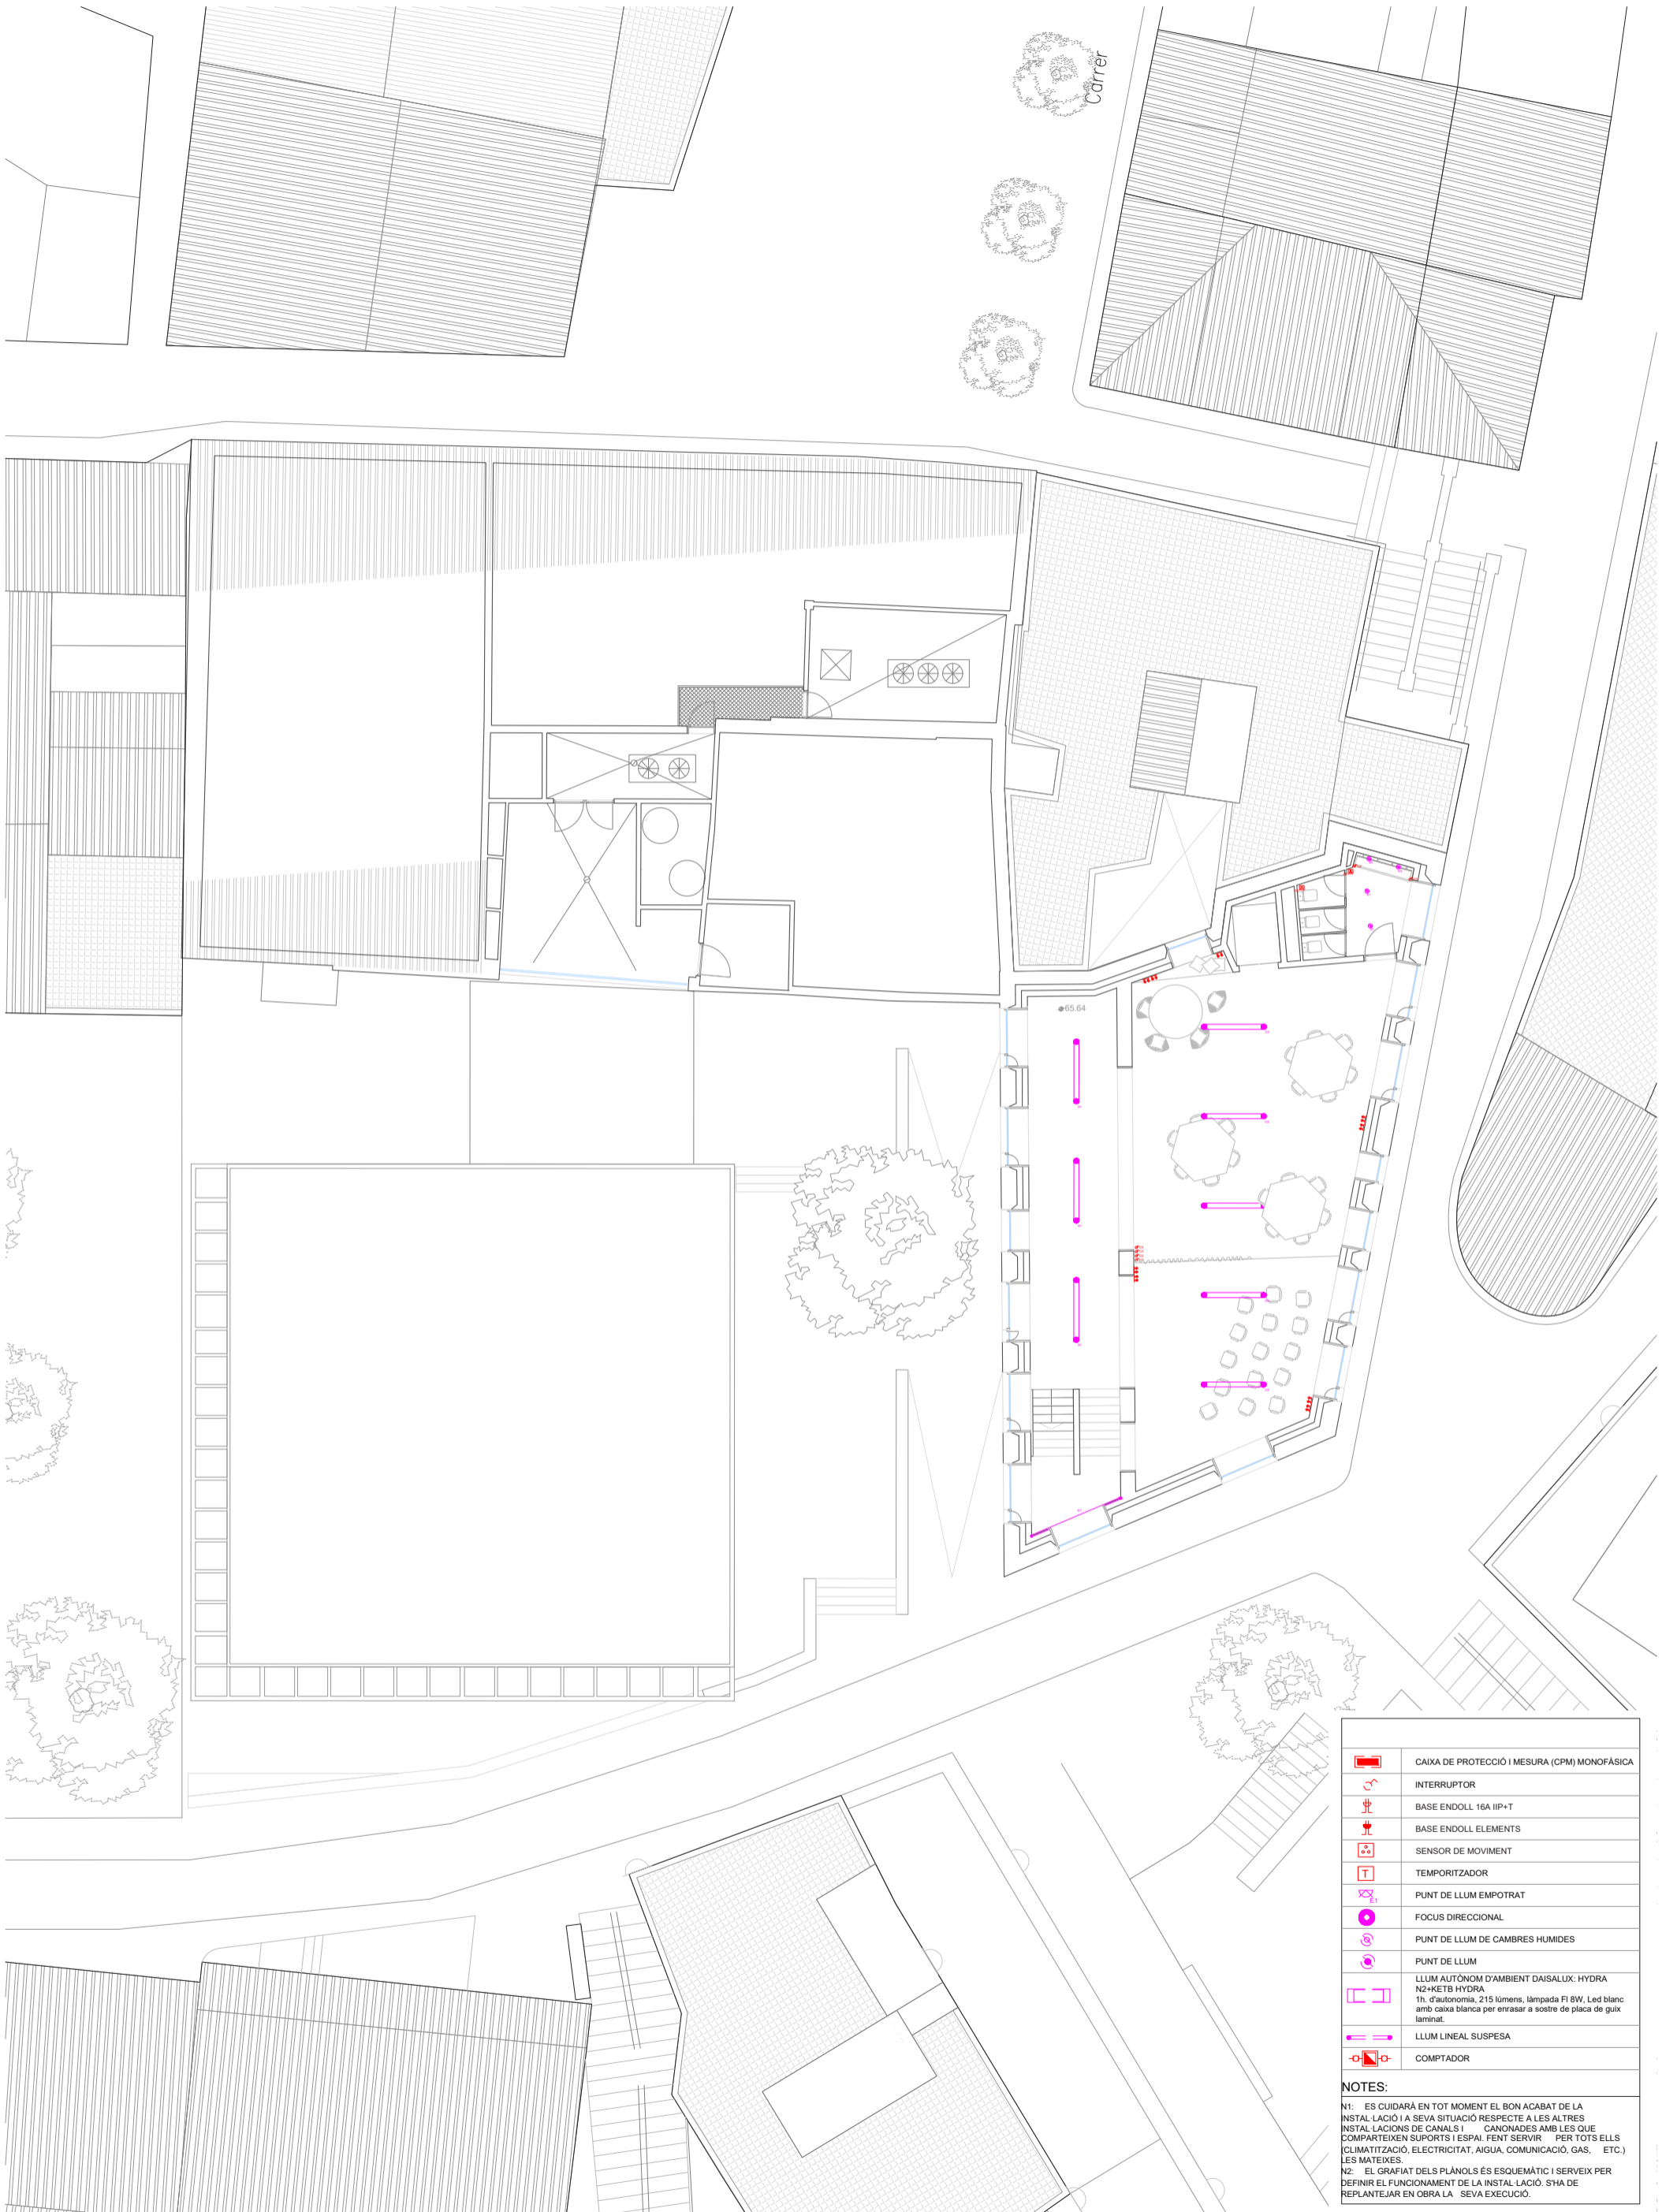 Carrer
65.64
CAIXA DE PROTECCIÓ I MESURA (CPM) MONOFÀSICA
INTERRUPTOR
BASE ENDOLL 16A IIP+T
BASE ENDOLL ELEMENTS
SENSOR DE MOVIMENT
T
TEMPORITZADOR
E1
PUNT DE LLUM EMPOTRAT
FOCUS DIRECCIONAL
PUNT DE LLUM DE CAMBRES HUMIDES
PUNT DE LLUM
LLUM AUTÒNOM D'AMBIENT DAISALUX: HYDRA
N2+KETB HYDRA
1h. d'autonomia, 215 lúmens, làmpada Fl 8W, Led blanc
amb caixa blanca per enrasar a sostre de placa de guix
laminat.
LLUM LINEAL SUSPESA
COMPTADOR
NOTES:
N1: ES CUIDARÀ EN TOT MOMENT EL BON ACABAT DE LA
INSTAL·LACIÓ I A SEVA SITUACIÓ RESPECTE A LES ALTRES
INSTAL·LACIONS DE CANALS I CANONADES AMB LES QUE
COMPARTEIXEN SUPORTS I ESPAI. FENT SERVIR PER TOTS ELLS
(CLIMATITZACIÓ, ELECTRICITAT, AIGUA, COMUNICACIÓ, GAS, ETC.)
LES MATEIXES.
N2: EL GRAFIAT DELS PLÀNOLS ÉS ESQUEMÀTIC I SERVEIX PER
DEFINIR EL FUNCIONAMENT DE LA INSTAL·LACIÓ. S'HA DE
REPLANTEJAR EN OBRA LA SEVA EXECUCIÓ.